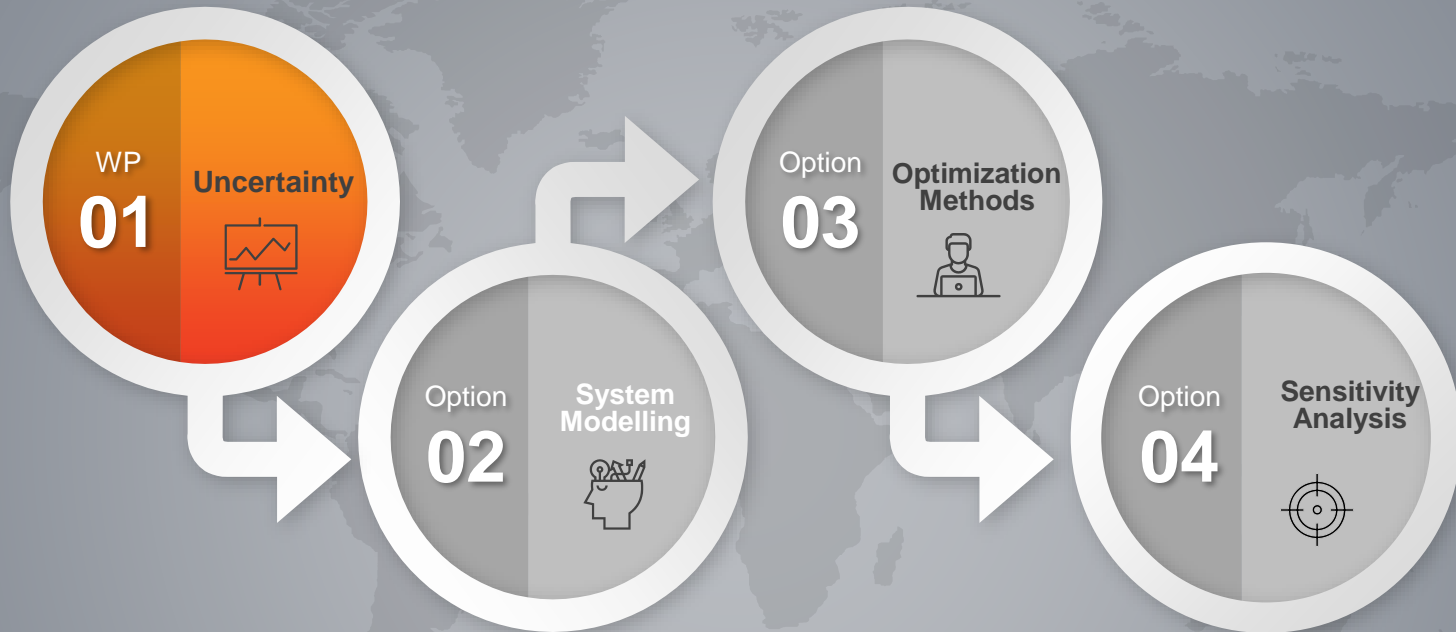 WP
01
Uncertainty
Option
02
System
Modelling
Option
03
Optimization
Methods
Option
04
Sensitivity
Analysis